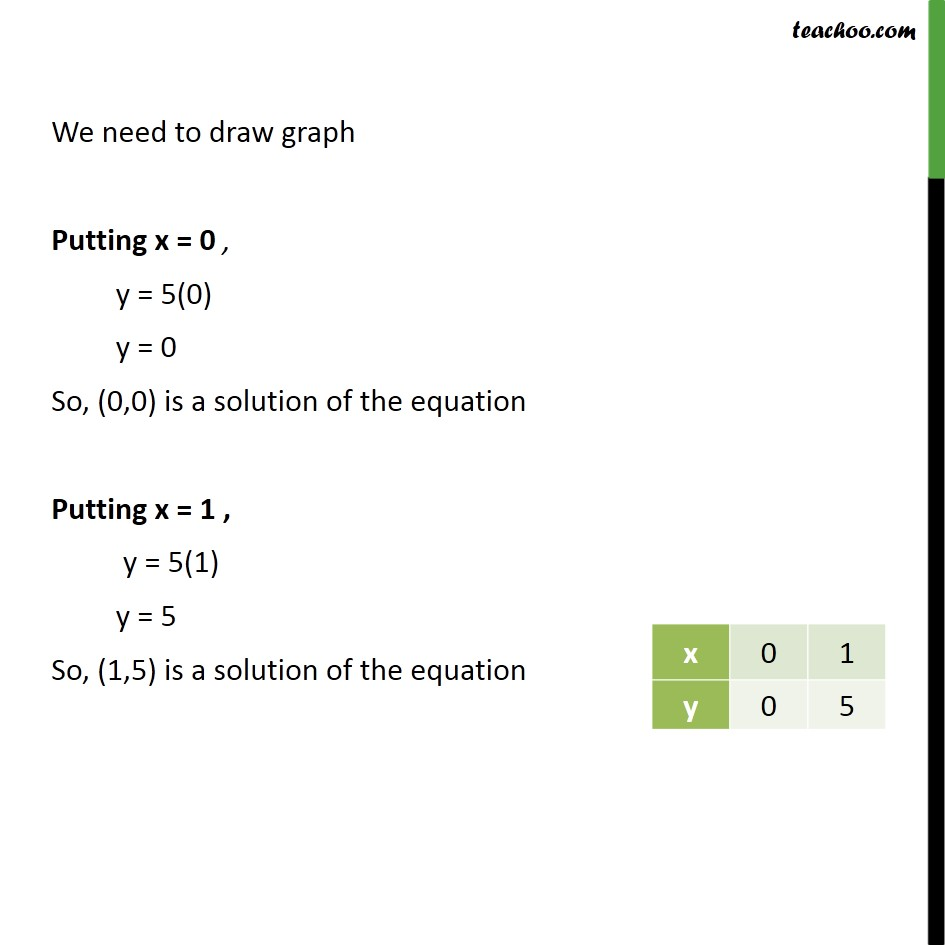 teachoo.com
We need to draw graph
Putting x = 0 ,
y = 5(0)
y = 0
So, (0,0) is a solution of the equation
Putting x = 1 ,
y = 5(1)
y = 5
So, (1,5) is a solution of the equation
x 0 1
y 0 5